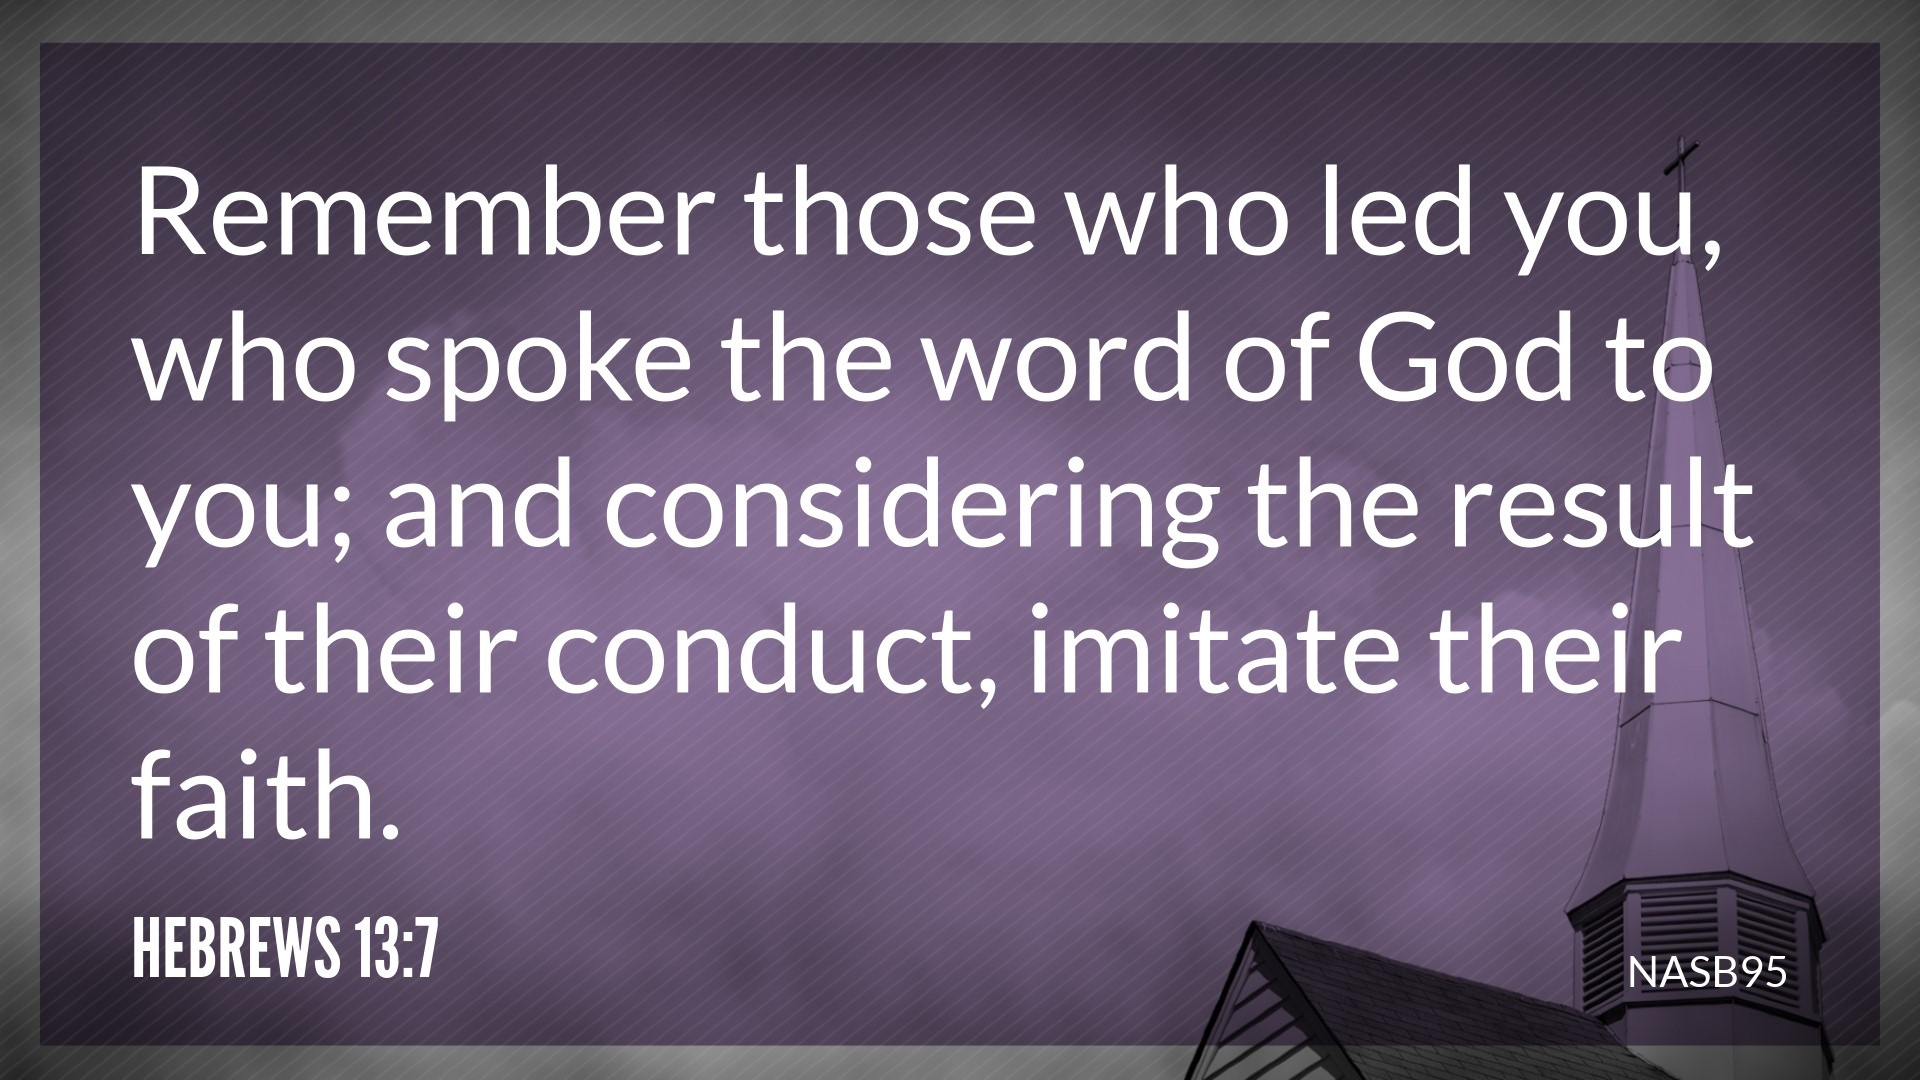 Remember those who led you,
who spoke the word of God to
you; and considering the result
of their conduct, imitate their
faith.
HEBREWS 13:7
NASB95